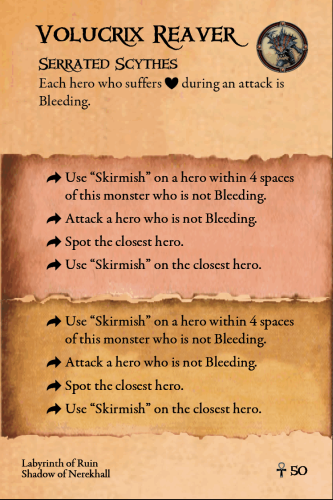 Volucrix Reaver
Serrated Scythes
Each hero who suffers ♥ during an attack is
Bleeding.
Use “Skirmish” on a hero within 4 spaces
of this monster who is not Bleeding.
Attack a hero who is not Bleeding.
Spot the closest hero.
Use “Skirmish” on the closest hero.
Use “Skirmish” on a hero within 4 spaces
of this monster who is not Bleeding.
Attack a hero who is not Bleeding.
Spot the closest hero.
Use “Skirmish” on the closest hero.
Labyrinth of Ruin
Shadow of Nerekhall
☥ 50